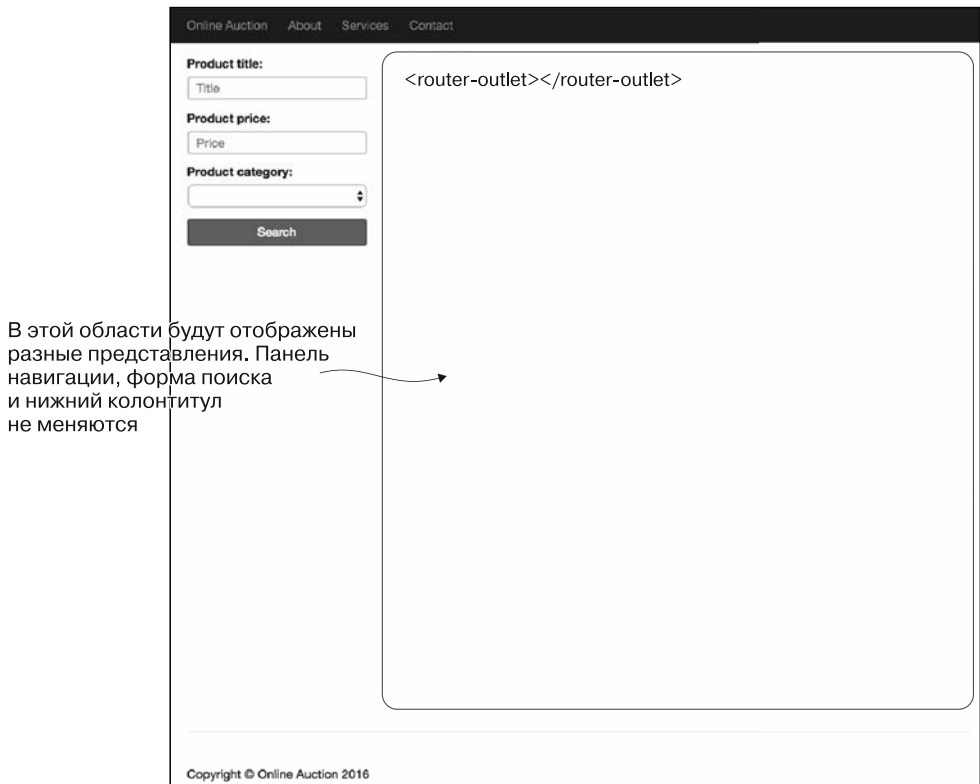 Online Auction About Services Contact
Product title:
Title
Product price:
Price
Product category:
Search
<router-outlet></router-outlet>
В этой области будут отображены
разные представления. Панель
навигации, форма поиска
и нижний колонтитул
не меняются
Copyright © Online Auction 2016